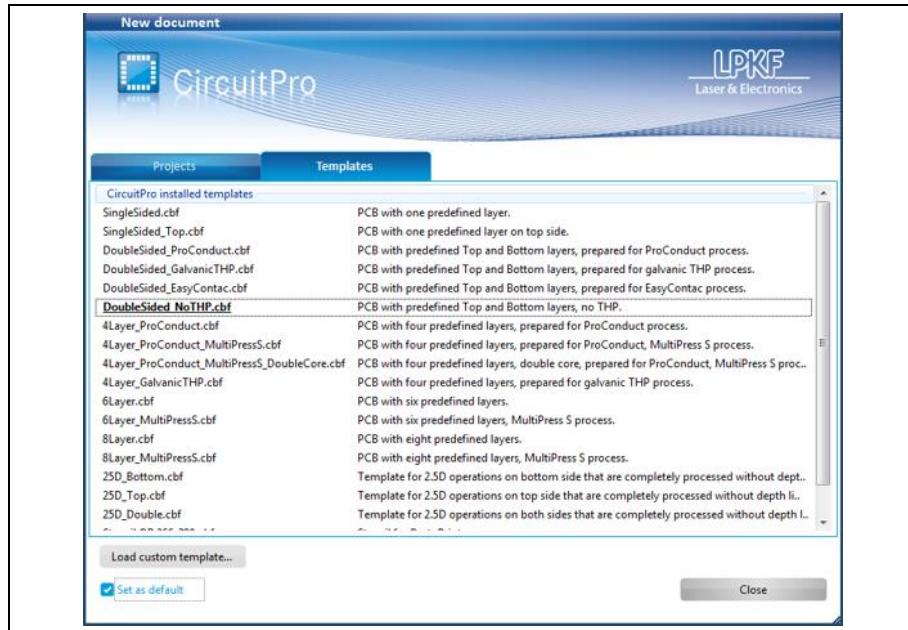 New document
CircuitPro
LPKF
Laser & Electronics
Projects Templates
CircuitPro installed templates
SingleSided.cbf PCB with one predefined layer.
SingleSided_Top.cbf PCB with one predefined layer on top side.
DoubleSided_ProConduct.cbf PCB with predefined Top and Bottom layers, prepared for ProConduct process.
DoubleSided_GalvanicTHP.cbf PCB with predefined Top and Bottom layers, prepared for galvanic THP process.
DoubleSided_EasyContac.cbf PCB with predefined Top and Bottom layers, prepared for EasyContac process.
DoubleSided_NoTHP.cbf PCB with predefined Top and Bottom layers, no THP.
4Layer_ProConduct.cbf PCB with four predefined layers, prepared for ProConduct process.
4Layer_ProConduct_MultiPressS.cbf PCB with four predefined layers, prepared for ProConduct, MultiPress S process.
4Layer_ProConduct_MultiPressS_DoubleCore.cbf PCB with four predefined layers, double core, prepared for ProConduct, MultiPress S proc..
4Layer_GalvanicTHP.cbf PCB with four predefined layers, prepared for galvanic THP process.
6Layer.cbf PCB with six predefined layers.
6Layer_MultiPressS.cbf PCB with six predefined layers, MultiPress S process.
8Layer.cbf PCB with eight predefined layers.
8Layer_MultiPressS.cbf PCB with eight predefined layers, MultiPress S process.
25D_Bottom.cbf Template for 2.5D operations on bottom side that are completely processed without dept..
25D_Top.cbf Template for 2.5D operations on top side that are completely processed without depth li..
25D_Double.cbf Template for 2.5D operations on both sides that are completely processed without depth l..
Load custom template...
Set as default Close